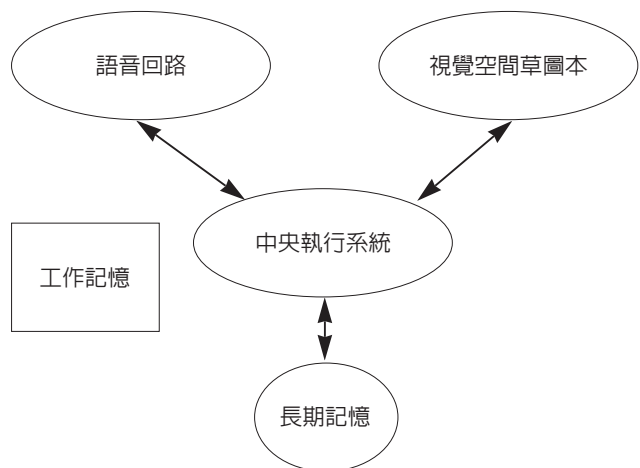 語音回路
視覺空間草圖本
中央執行系統
工作記憶
長期記憶